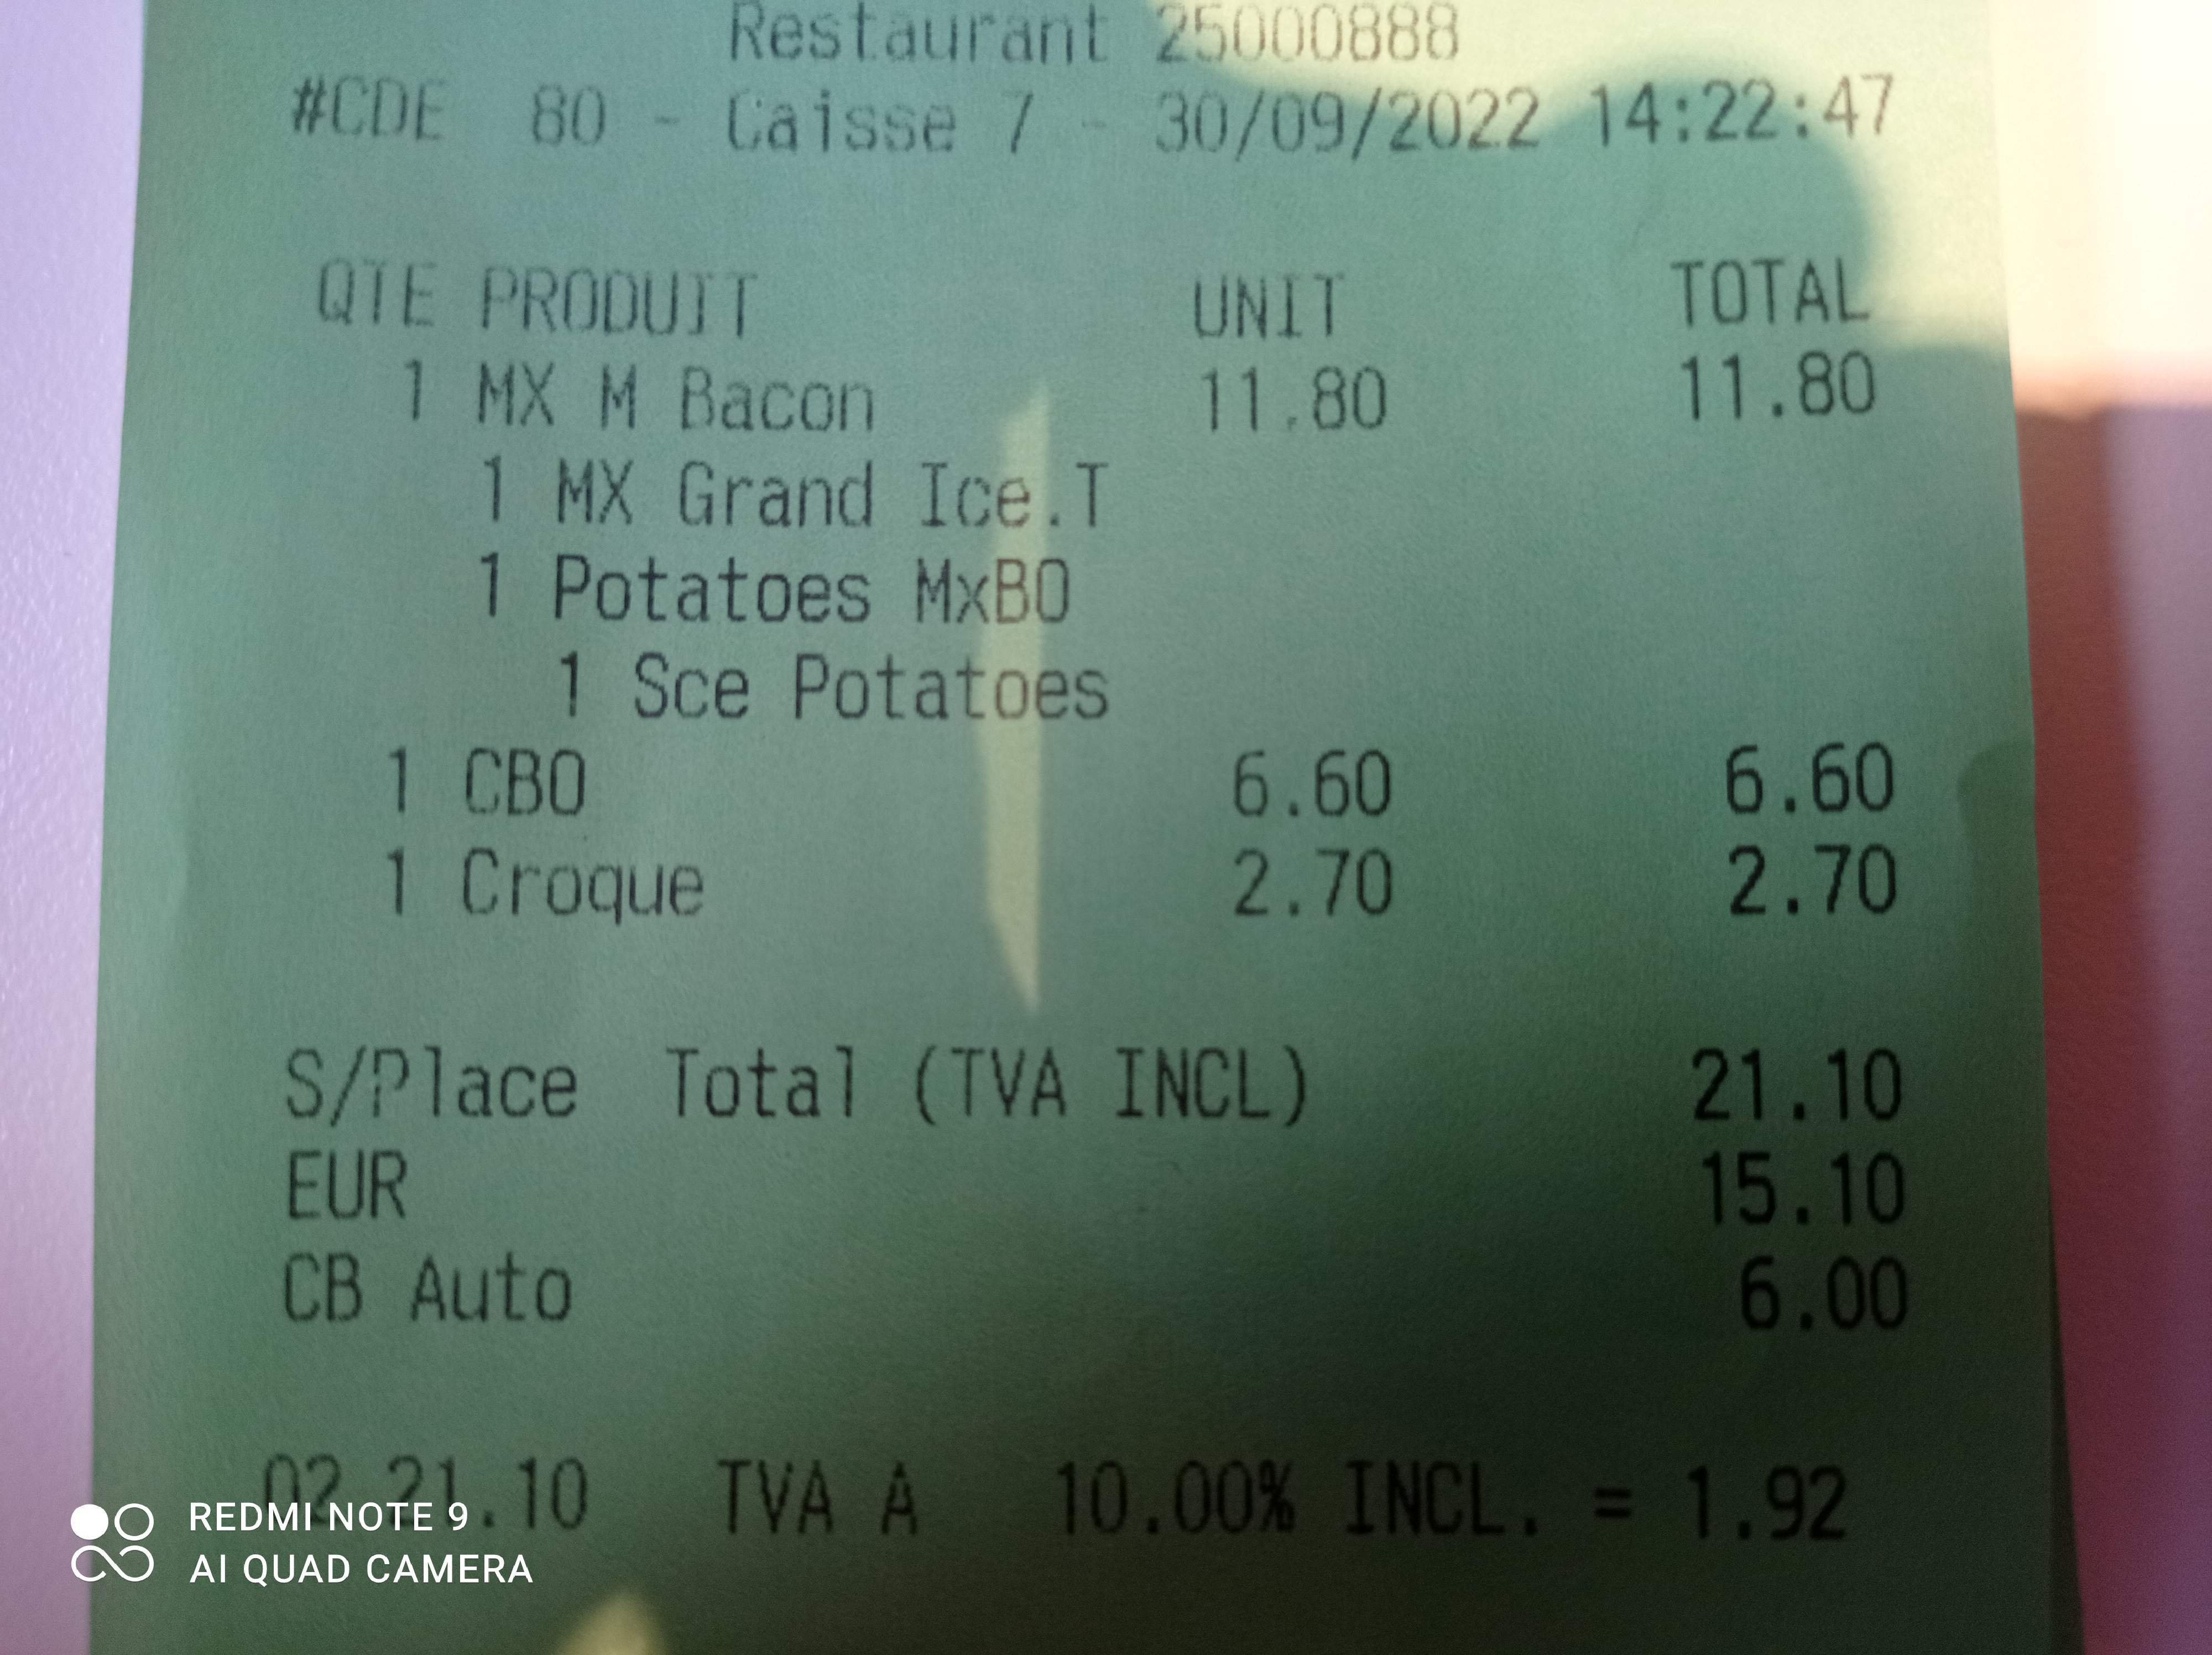 Restaurant 25000888
#CDE 80 - Caisse 7 - 30/09/2022 14:22:47
QTE PRODUIT UNIT TOTAL
1 MX M Bacon 11.80 11.80
1 MX Grand Ice.T
1 Potatoes MxBO
1 Sce Potatoes
1 CBO 6.60 6.60
1 Croque 2.70 2.70
S/Place Total (TVA INCL) 21.10
EUR 15.10
CB Auto 6.00
21.10 TVA A 10.00% INCL. = 1.92
REDMI NOTE 9
AI QUAD CAMERA